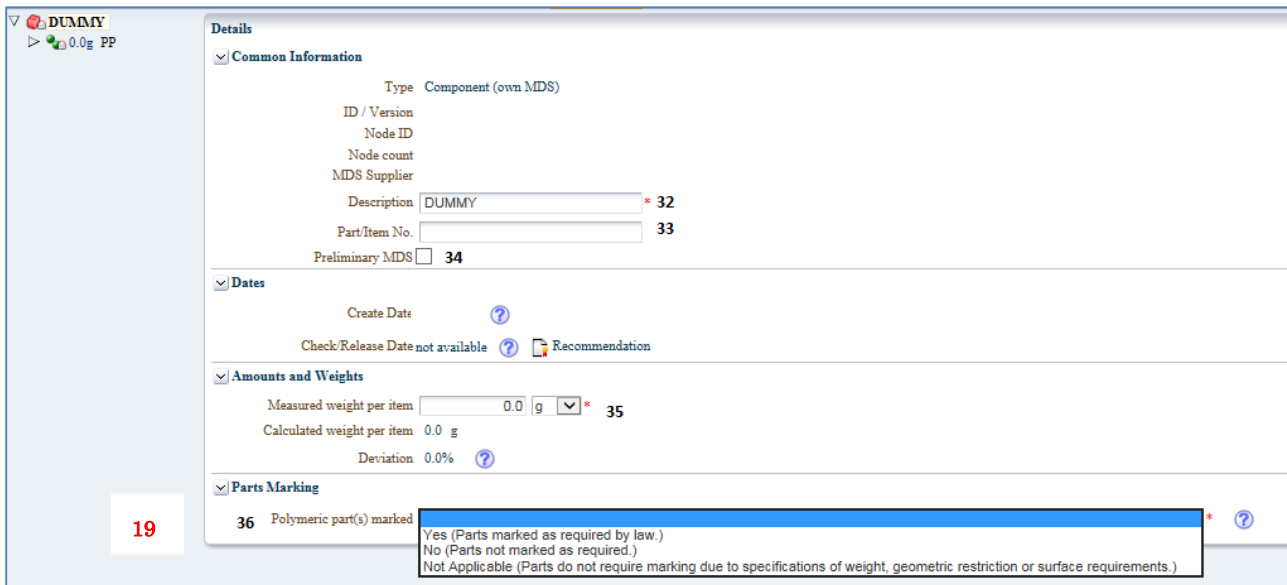 DUMMY
0.0g PP
Details
Common Information
Type Component (own MDS)
ID / Version
Node ID
Node count
MDS Supplier
Description DUMMY * 32
Part/Item No. 33
Preliminary MDS 34
Dates
Create Date ?
Check/Release Date not available ? Recommendation
Amounts and Weights
Measured weight per item 0.0 g * 35
Calculated weight per item 0.0 g
Deviation 0.0% ?
Parts Marking
19 36 Polymeric part(s) marked * ?
Yes (Parts marked as required by law.)
No (Parts not marked as required.)
Not Applicable (Parts do not require marking due to specifications of weight, geometric restriction or surface requirements.)